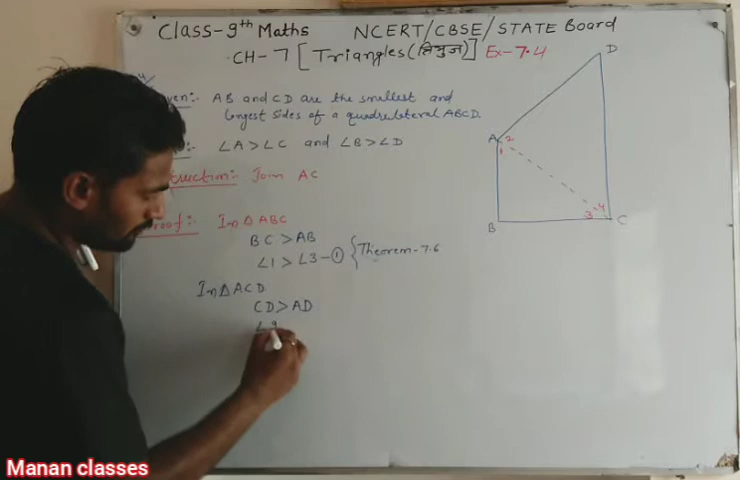 Class-9th Maths NCERT/CBSE/STATE Board
CH-7 [Triangles(त्रिभुज)] Ex-7.4
AB and CD are the smallest and
longest sides of a quadrilateral ABCD.
∠A>∠C and ∠B>∠D
Join AC
Proof:- In△ABC
BC>AB
∠1>∠3-① {Theorem-7.6
In△ACD
CD>AD
∠2
D
A 2
1
4
3
B C
Manan classes